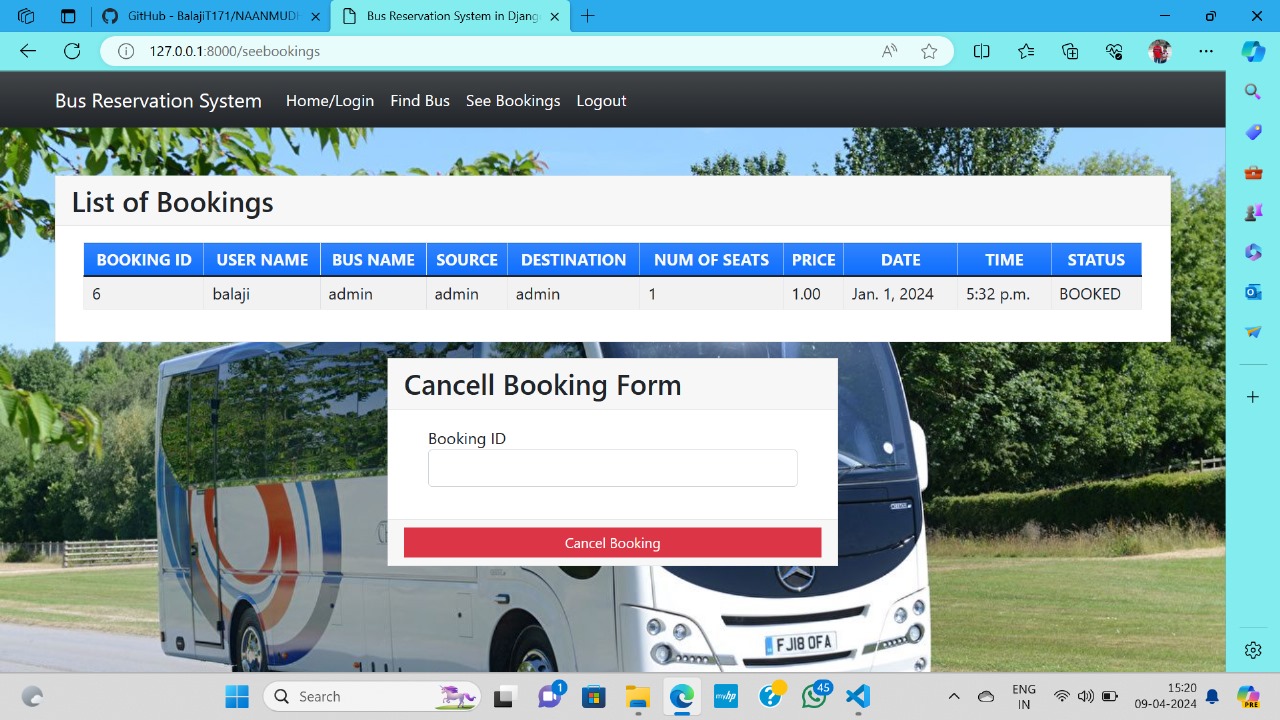 GitHub - BalajiT171/NAANMUDH
Bus Reservation System in Djang
127.0.0.1:8000/seebookings
Bus Reservation System Home/Login Find Bus See Bookings Logout
List of Bookings
BOOKING ID USER NAME BUS NAME SOURCE DESTINATION NUM OF SEATS PRICE DATE TIME STATUS
6 balaji admin admin admin 1 1.00 Jan. 1, 2024 5:32 p.m. BOOKED
Cancell Booking Form
Booking ID
Cancel Booking
FJ18 OFA
Search
myhp
1
45
ENG
IN
15:20
09-04-2024
PRE